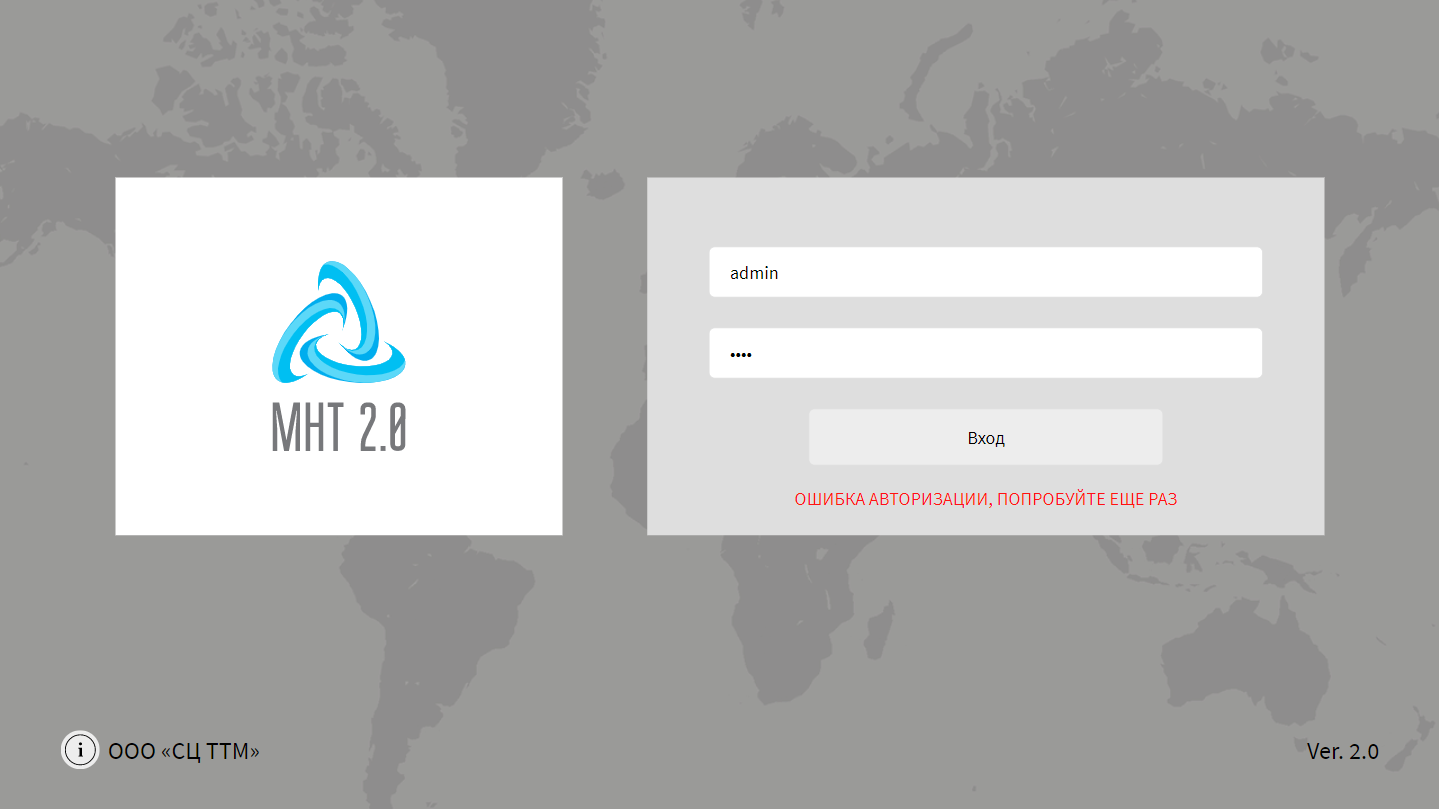 admin
••••
Вход
ОШИБКА АВТОРИЗАЦИИ, ПОПРОБУЙТЕ ЕЩЕ РАЗ
МНТ 2.0
i
ООО «СЦ ТТМ»
Ver. 2.0